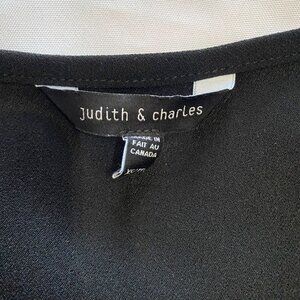 judith & charles
MADE IN
FAIT AU
CANADA